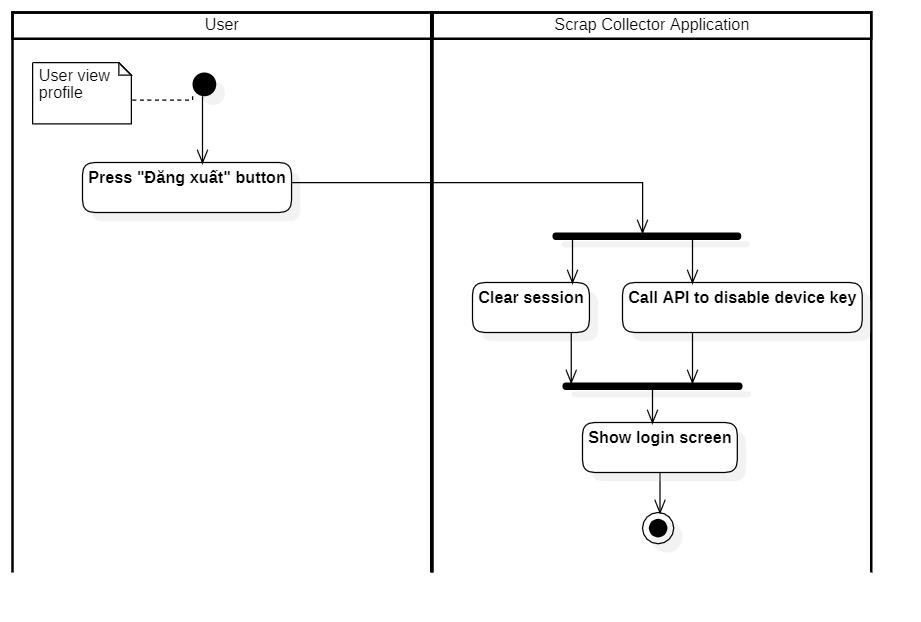 User
Scrap Collector Application
User view
profile
Press "Đăng xuất" button
Clear session
Call API to disable device key
Show login screen